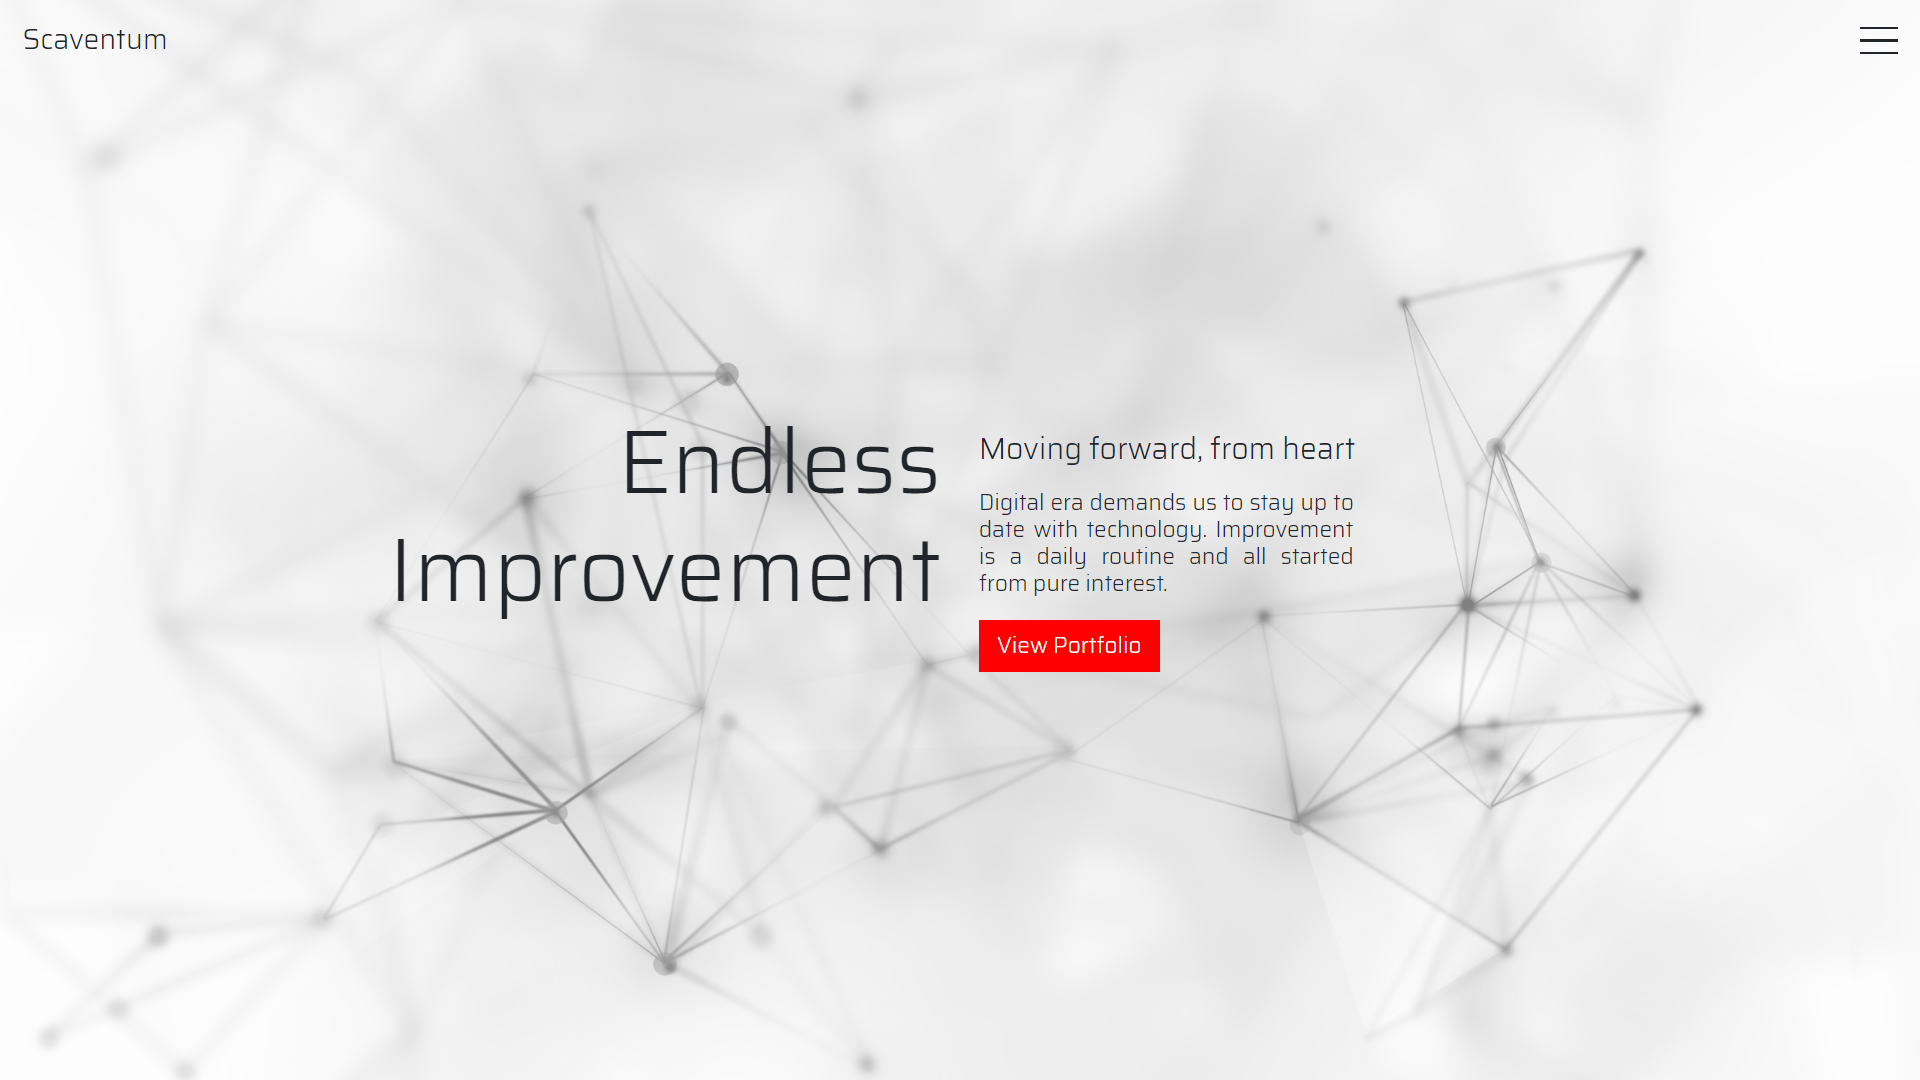 Scaventum
Endless
Improvement
Moving forward, from heart
Digital era demands us to stay up to
date with technology. Improvement
is a daily routine and all started
from pure interest.
View Portfolio